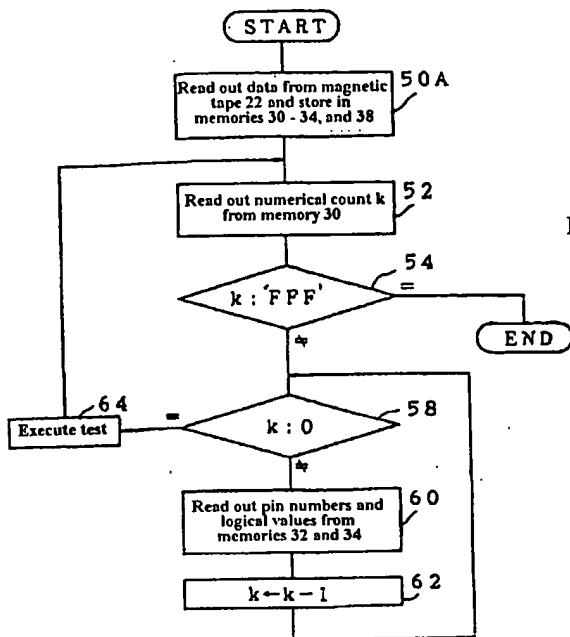 START
Read out data from magnetic
tape 22 and store in
memories 30 - 34, and 38
50A
Read out numerical count k
from memory 30
52
k : 'FFF'
54
=
≒
END
k : 0
58
=
≒
64
Execute test
Read out pin numbers and
logical values from
memories 32 and 34
60
k←k-1
62